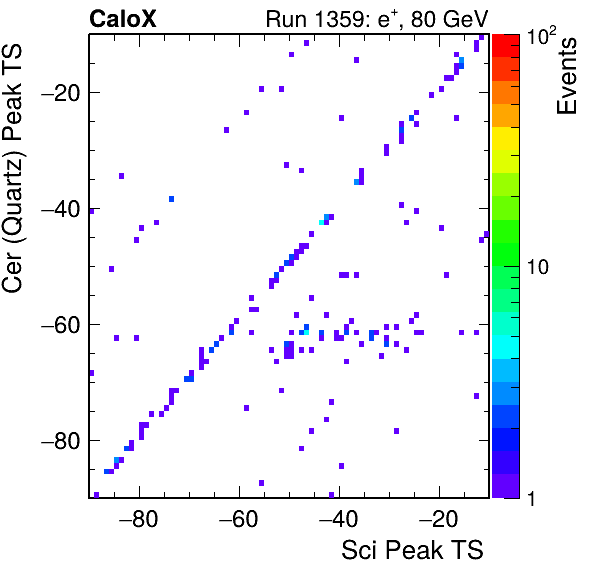 CaloX Run 1359: e⁺, 80 GeV
Cer (Quartz) Peak TS
−20
−40
−60
−80
−80 −60 −40 −20
Sci Peak TS
10²
10
1
Events